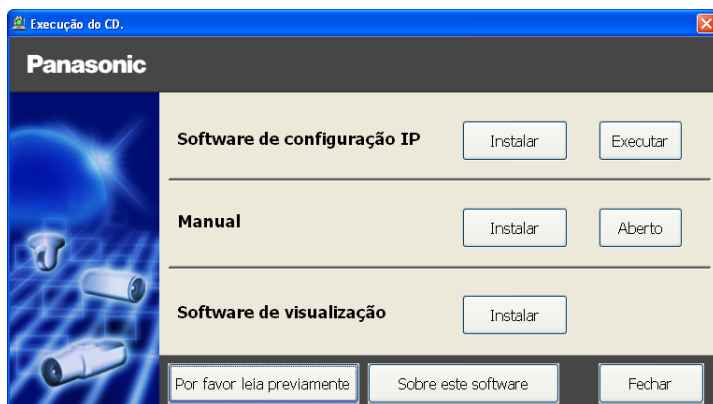 Execução do CD.
Panasonic
Software de configuração IP Instalar Executar
Manual Instalar Aberto
Software de visualização Instalar
Por favor leia previamente Sobre este software Fechar